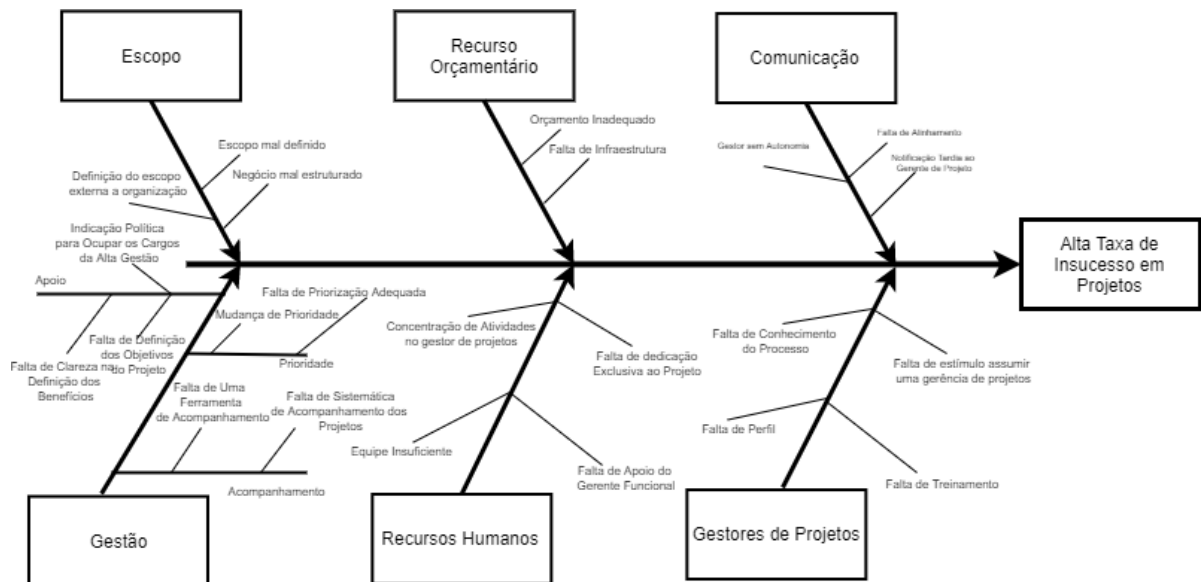 Escopo
Recurso
Orçamentário
Comunicação
Escopo mal definido
Negócio mal estruturado
Definição do escopo
externa a organização
Orçamento Inadequado
Falta de Infraestrutura
Gestor sem Autonomia
Falta de Alinhamento
Notificação Tardia ao
Gerente de Projeto
Alta Taxa de
Insucesso em
Projetos
Indicação Política
para Ocupar os Cargos
da Alta Gestão
Apoio
Falta de Definição
dos Objetivos
do Projeto
Falta de Clareza na
Definição dos
Benefícios
Falta de Priorização Adequada
Mudança de Prioridade
Prioridade
Falta de Uma
Ferramenta
de Acompanhamento
Falta de Sistemática
de Acompanhamento dos
Projetos
Acompanhamento
Concentração de Atividades
no gestor de projetos
Falta de dedicação
Exclusiva ao Projeto
Equipe Insuficiente
Falta de Apoio do
Gerente Funcional
Falta de Conhecimento
do Processo
Falta de estímulo assumir
uma gerência de projetos
Falta de Perfil
Falta de Treinamento
Gestão
Recursos Humanos
Gestores de Projetos